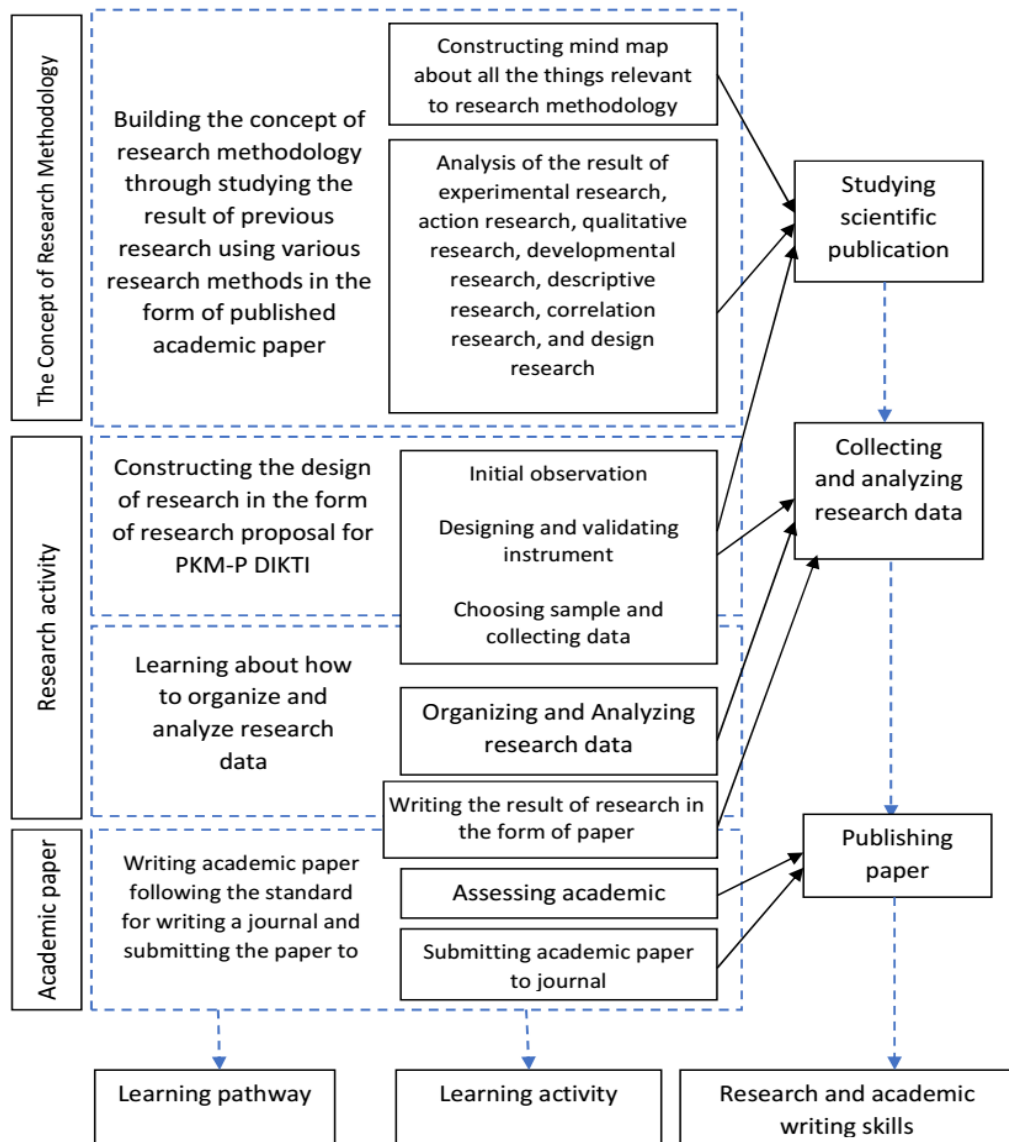 The Concept of Research Methodology
Building the concept of
research methodology
through studying the
result of previous
research using various
research methods in the
form of published
academic paper
Constructing mind map
about all the things relevant
to research methodology
Analysis of the result of
experimental research,
action research, qualitative
research, developmental
research, descriptive
research, correlation
research, and design
research
Studying
scientific
publication
Research activity
Constructing the design
of research in the form
of research proposal for
PKM-P DIKTI
Initial observation
Designing and validating
instrument
Choosing sample and
collecting data
Collecting
and analyzing
research data
Learning about how
to organize and
analyze research
data
Organizing and Analyzing
research data
Writing the result of research in
the form of paper
Academic paper
Writing academic paper
following the standard
for writing a journal and
submitting the paper to
Assessing academic
Submitting academic paper
to journal
Publishing
paper
Learning pathway
Learning activity
Research and academic
writing skills